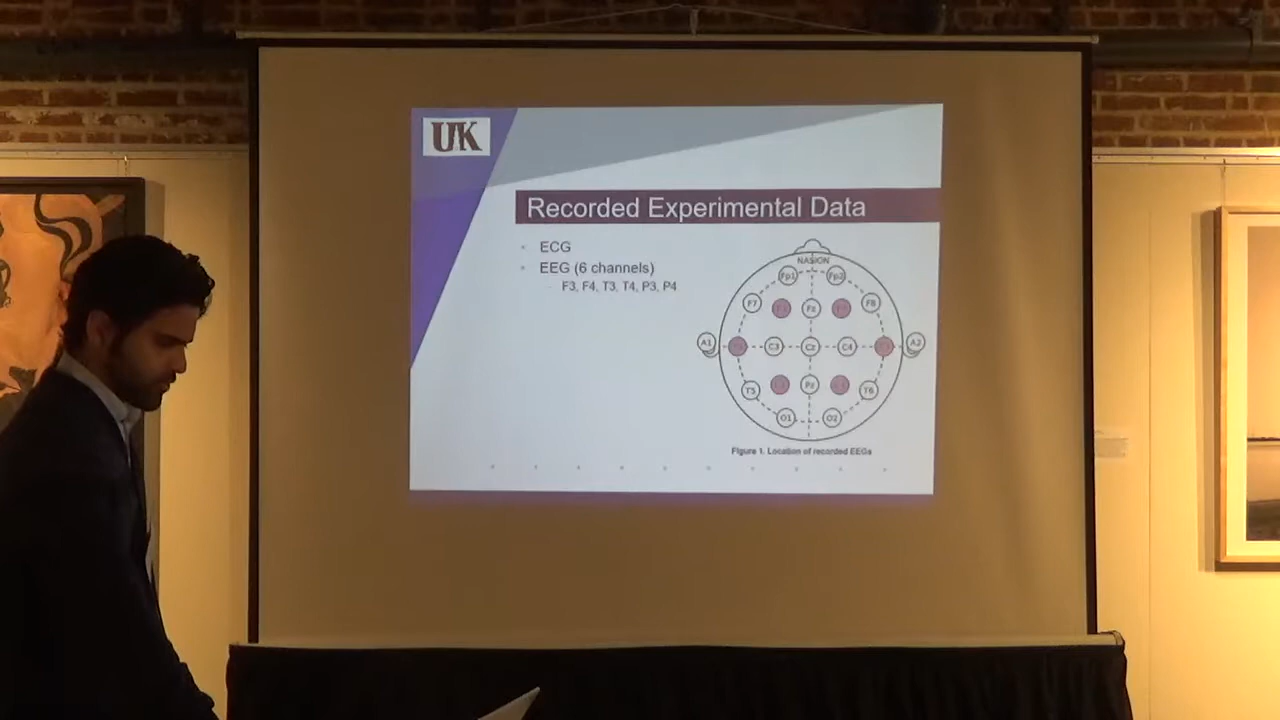 UK
Recorded Experimental Data
ECG
EEG (6 channels)
F3, F4, T3, T4, P3, P4
NASION
Fp1 Fp2
F7 Fz F8
A1 C3 Cz C4 A2
T5 Pz T6
O1 O2
Figure 1. Location of recorded EEGs